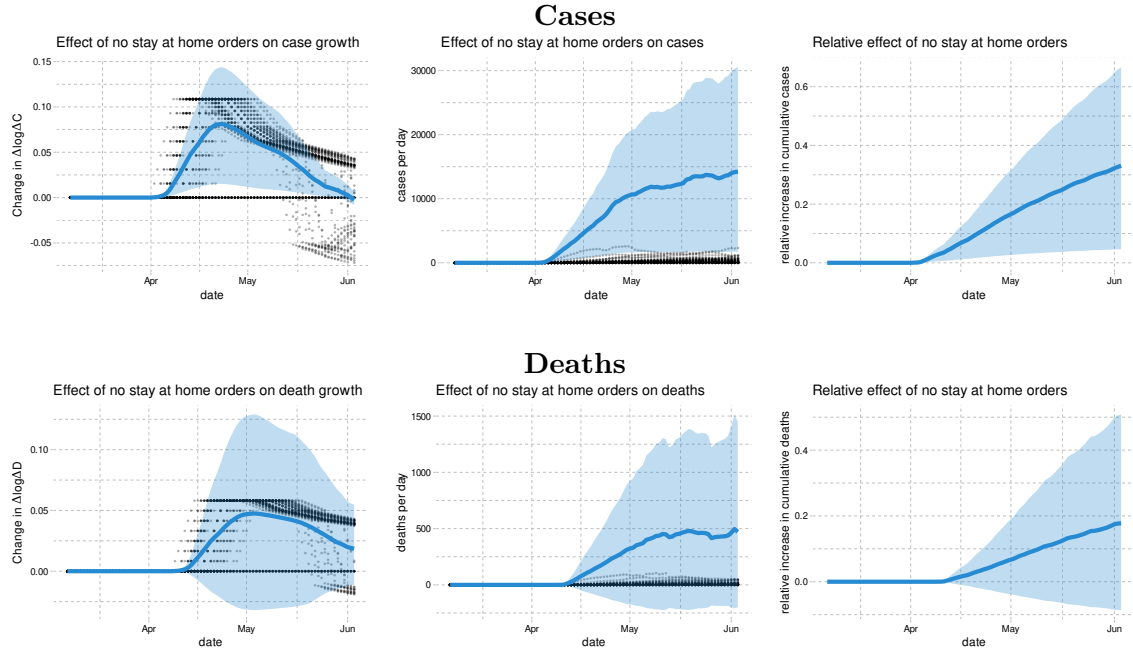 Cases
Effect of no stay at home orders on case growth
Change in ΔlogΔC
0.15
0.10
0.05
0.00
-0.05
Apr
May
Jun
date
Effect of no stay at home orders on cases
cases per day
30000
20000
10000
0
Apr
May
Jun
date
Relative effect of no stay at home orders
relative increase in cumulative cases
0.6
0.4
0.2
0.0
Apr
May
Jun
date
Deaths
Effect of no stay at home orders on death growth
Change in ΔlogΔD
0.10
0.05
0.00
Apr
May
Jun
date
Effect of no stay at home orders on deaths
deaths per day
1500
1000
500
0
Apr
May
Jun
date
Relative effect of no stay at home orders
relative increase in cumulative deaths
0.4
0.2
0.0
Apr
May
Jun
date